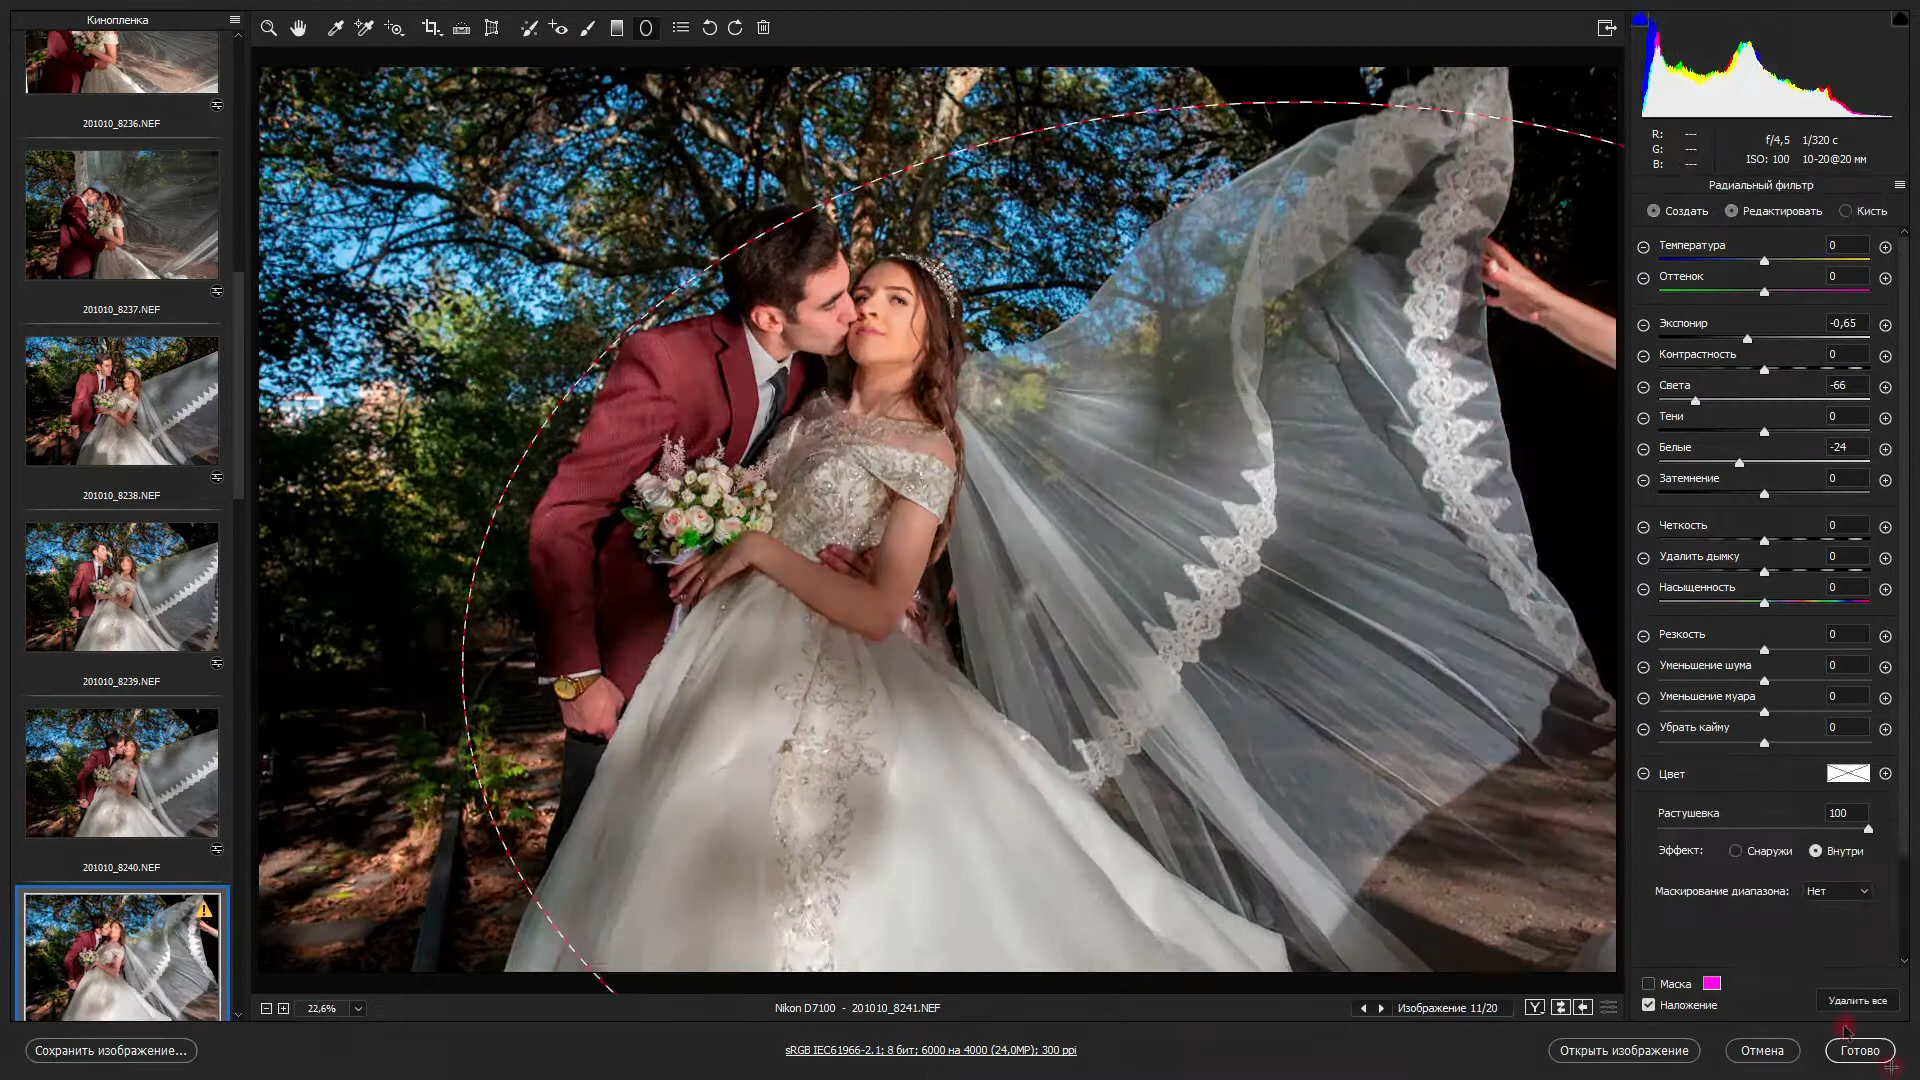 Кинопленка
201010_8236.NEF
201010_8237.NEF
201010_8238.NEF
201010_8239.NEF
201010_8240.NEF
22,6%
Nikon D7100 - 201010_8241.NEF
Изображение 11/20
Y
R: ---
G: ---
B: ---
f/4,5 1/320 с
ISO: 100 10-20@20 мм
Радиальный фильтр
Создать Редактировать Кисть
Температура 0
Оттенок 0
Экспонир -0,65
Контрастность 0
Света -66
Тени 0
Белые -24
Затемнение 0
Четкость 0
Удалить дымку 0
Насыщенность 0
Резкость 0
Уменьшение шума 0
Уменьшение муара 0
Убрать кайму 0
Цвет
Растушевка 100
Эффект: Снаружи Внутри
Маскирование диапазона: Нет
Маска
Наложение
Удалить все
Сохранить изображение...
sRGB IEC61966-2.1; 8 бит; 6000 на 4000 (24,0MP); 300 ppi
Открыть изображение
Отмена
Готово